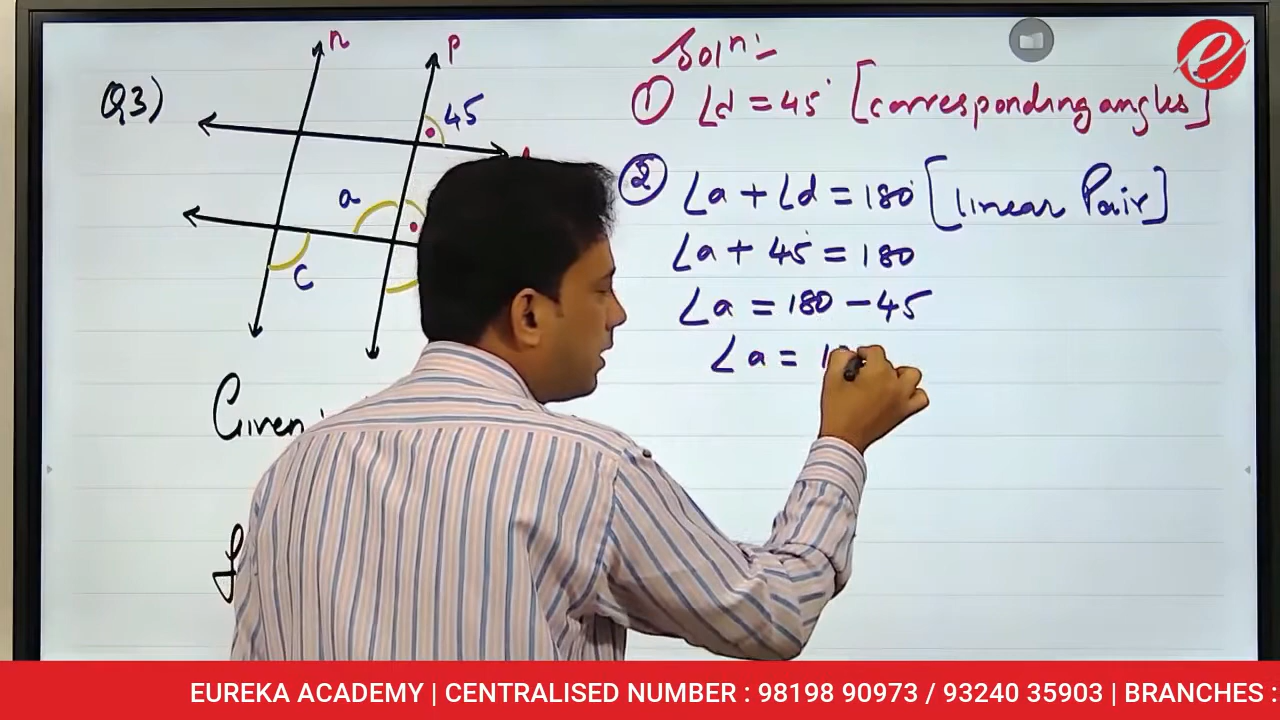 Q3)
n
P
45
a
C
Given
Solⁿ:-
① ∠d = 45° [corresponding angles]
② ∠a + ∠d = 180° [linear Pair]
∠a + 45° = 180
∠a = 180 - 45
∠a = 1
e
EUREKA ACADEMY | CENTRALISED NUMBER : 98198 90973 / 93240 35903 | BRANCHES :